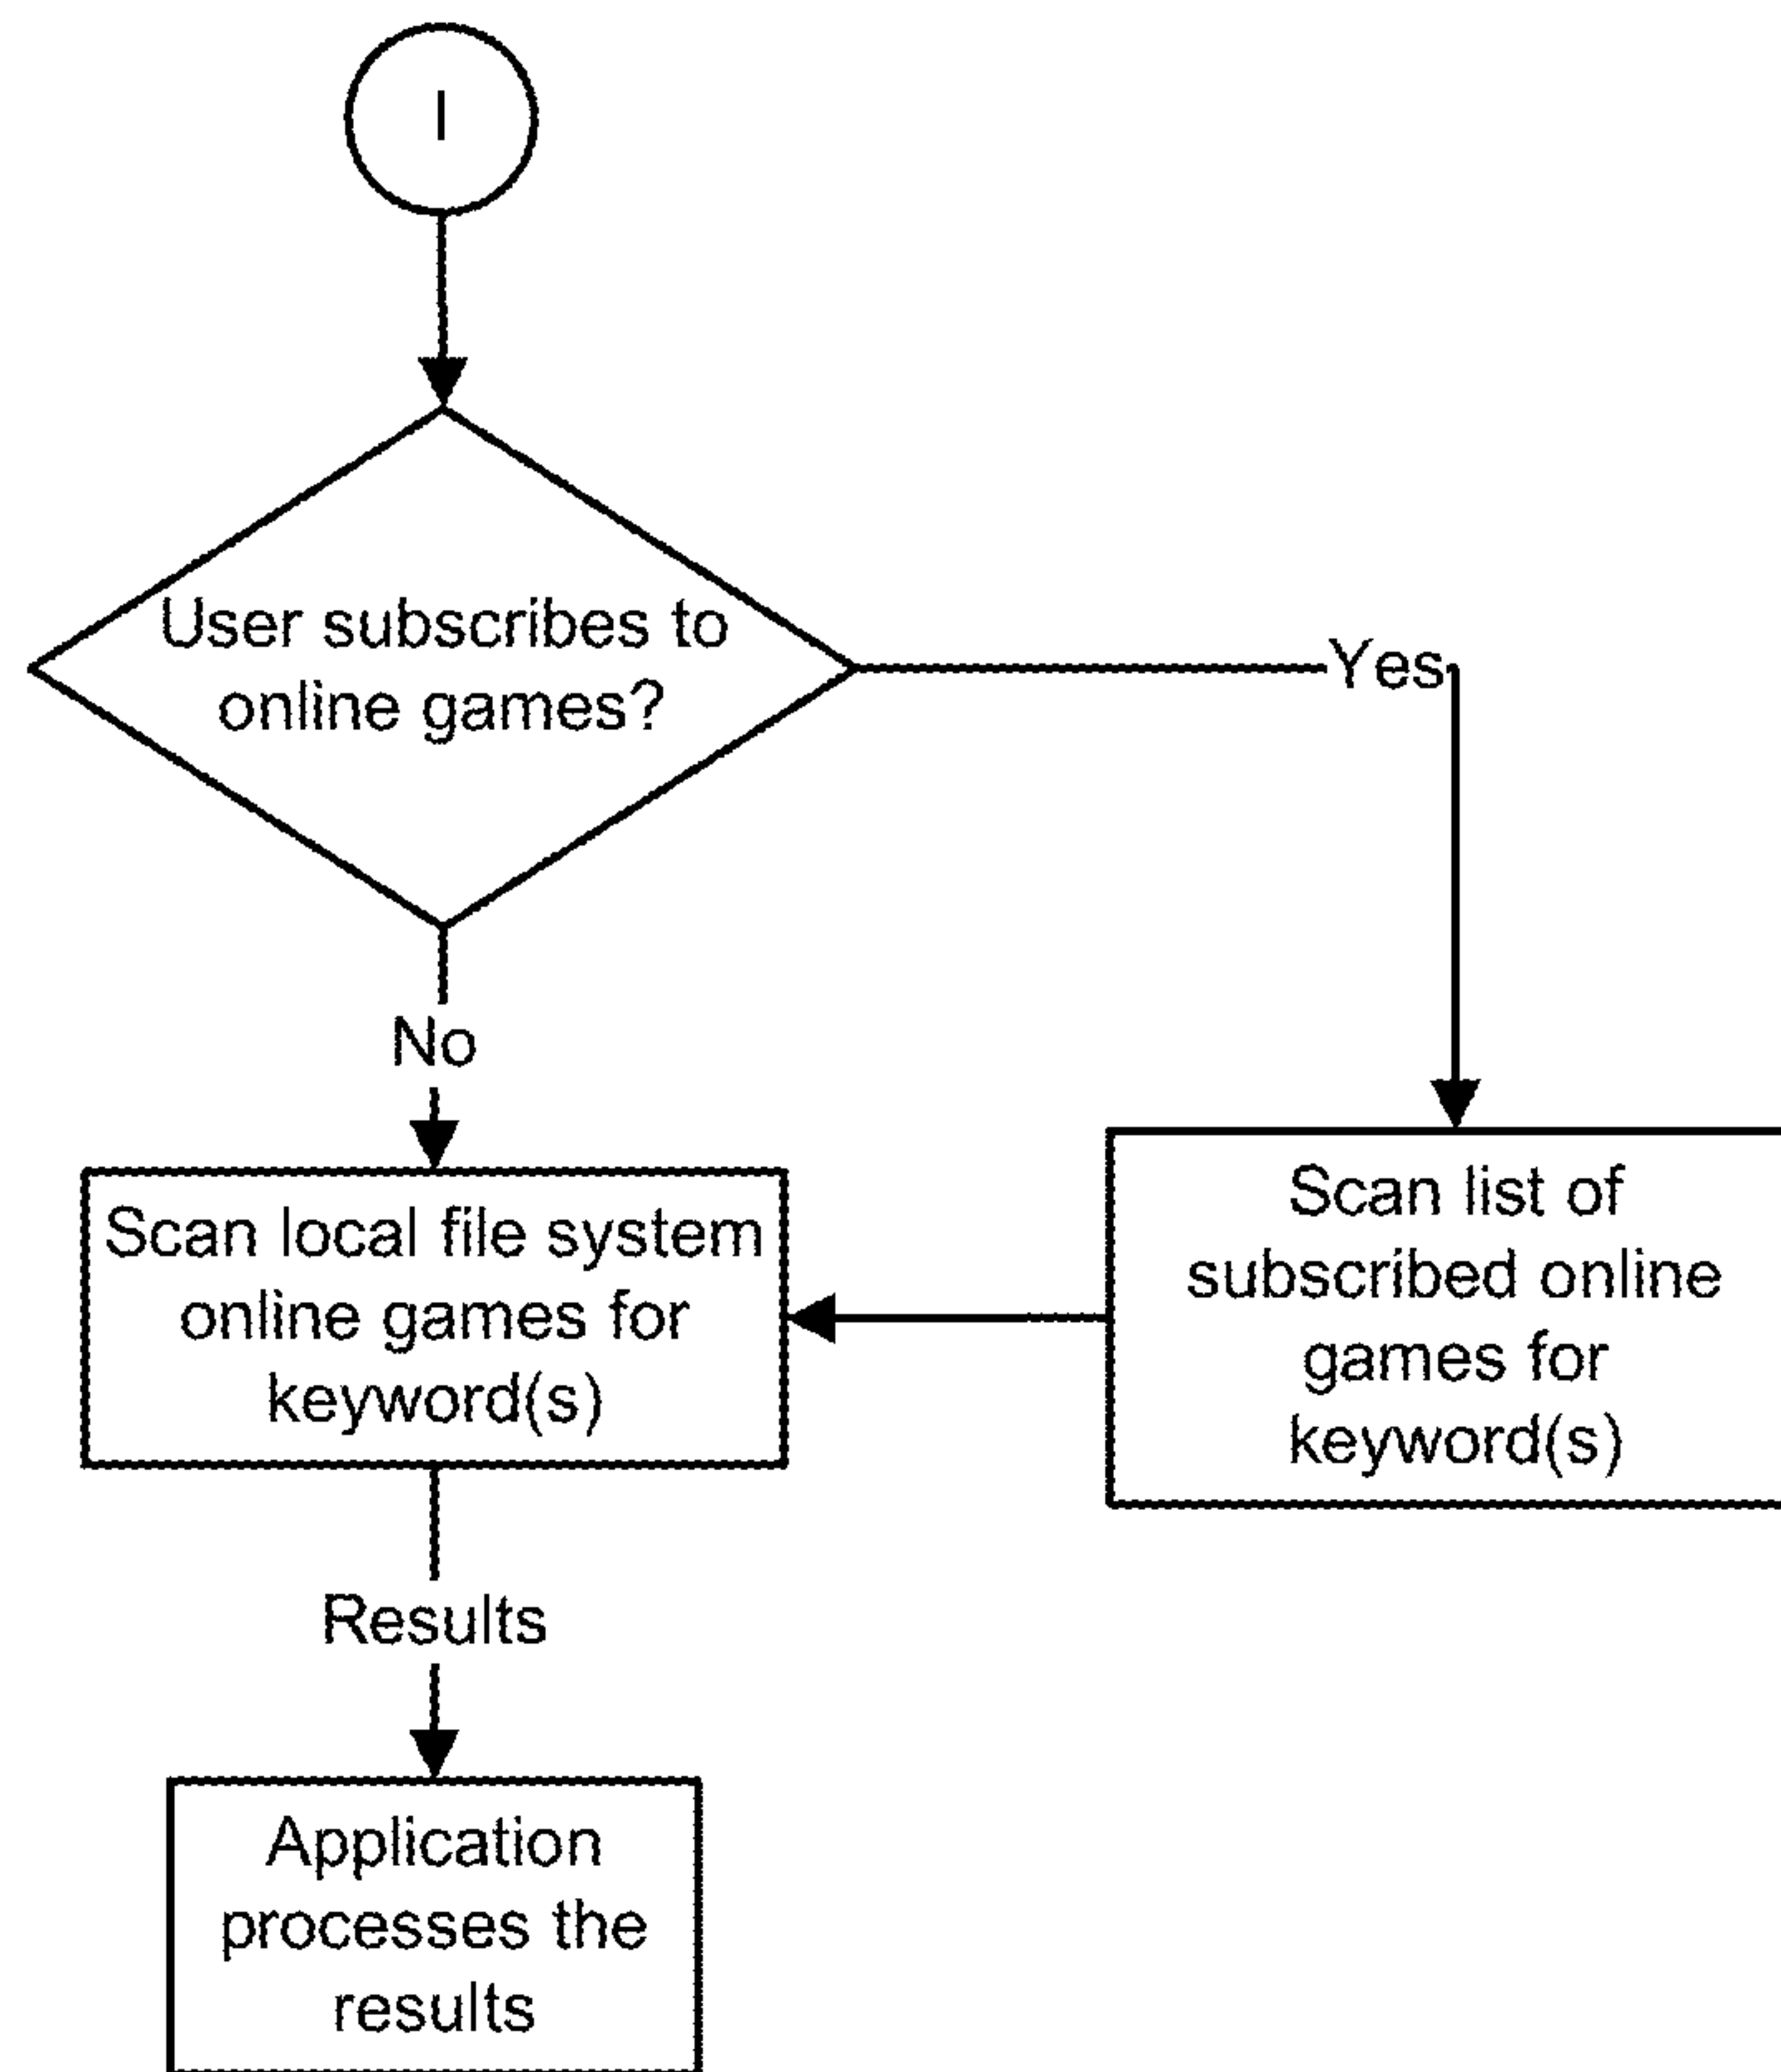 I
User subscribes to
online games?
Yes
No
Scan local file system
online games for
keyword(s)
Scan list of
subscribed online
games for
keyword(s)
Results
Application
processes the
results